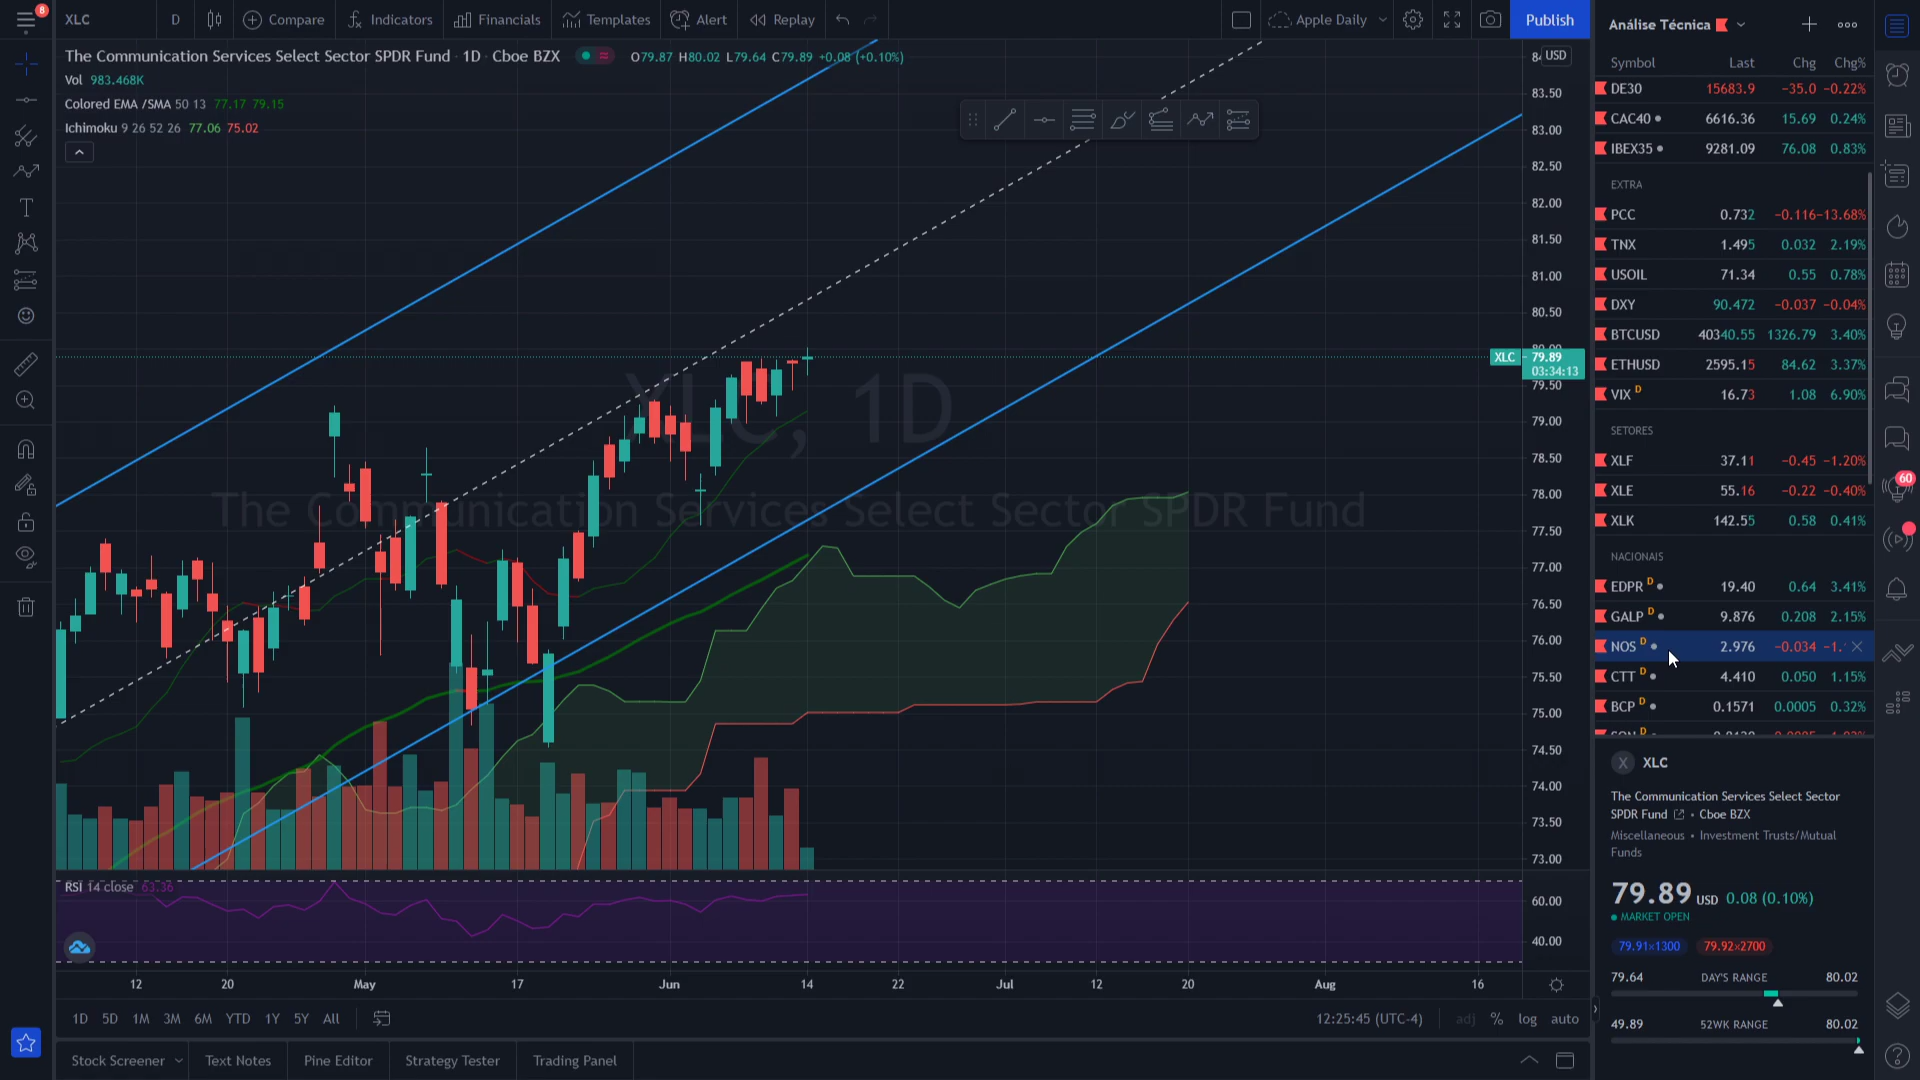 8
XLC
D
Compare
Indicators
Financials
Templates
Alert
Replay
Apple Daily
Publish
The Communication Services Select Sector SPDR Fund · 1D · Cboe BZX
O79.87 H80.02 L79.64 C79.89 +0.08 (+0.10%)
Vol 983.468K
Colored EMA /SMA 50 13 77.17 79.15
Ichimoku 9 26 52 26 77.06 75.02
XLC, 1D
The Communication Services Select Sector SPDR Fund
USD
83.50
83.00
82.50
82.00
81.50
81.00
80.50
80.00
XLC 79.89
03:34:13
79.50
79.00
78.50
78.00
77.50
77.00
76.50
76.00
75.50
75.00
74.50
74.00
73.50
73.00
RSI 14 close 63.36
60.00
40.00
12 20 May 17 Jun 14 22 Jul 12 20 Aug 16
1D 5D 1M 3M 6M YTD 1Y 5Y All
12:25:45 (UTC-4)
adj % log auto
Stock Screener
Text Notes
Pine Editor
Strategy Tester
Trading Panel
Análise Técnica
Symbol Last Chg Chg%
DE30 15683.9 −35.0 −0.22%
CAC40 6616.36 15.69 0.24%
IBEX35 9281.09 76.08 0.83%
EXTRA
PCC 0.732 −0.116 −13.68%
TNX 1.495 0.032 2.19%
USOIL 71.34 0.55 0.78%
DXY 90.472 −0.037 −0.04%
BTCUSD 40340.55 1326.79 3.40%
ETHUSD 2595.15 84.62 3.37%
VIX D 16.73 1.08 6.90%
SETORES
XLF 37.11 −0.45 −1.20%
XLE 55.16 −0.22 −0.40%
XLK 142.55 0.58 0.41%
NACIONAIS
EDPR D 19.40 0.64 3.41%
GALP D 9.876 0.208 2.15%
NOS D 2.976 −0.034 −1.
CTT D 4.410 0.050 1.15%
BCP D 0.1571 0.0005 0.32%
X XLC
The Communication Services Select Sector
SPDR Fund • Cboe BZX
Miscellaneous • Investment Trusts/Mutual
Funds
79.89 USD 0.08 (0.10%)
MARKET OPEN
79.91×1300 79.92×2700
79.64 DAY'S RANGE 80.02
49.89 52WK RANGE 80.02
60